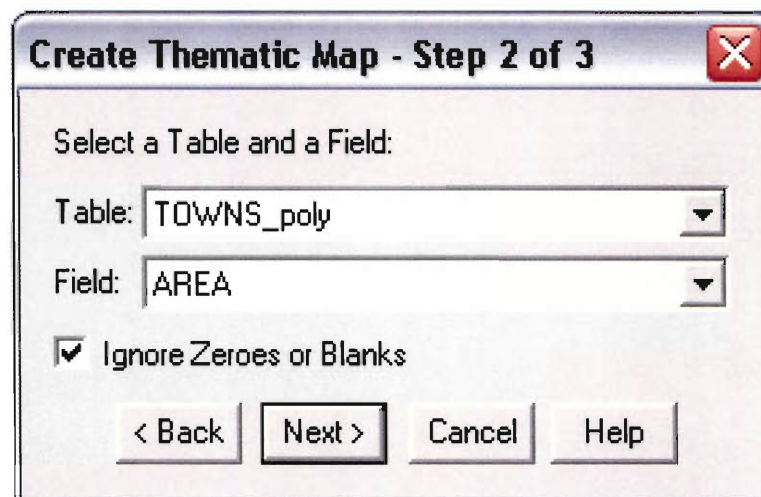 Create Thematic Map - Step 2 of 3
Select a Table and a Field:
Table: TOWNS_poly
Field: AREA
Ignore Zeroes or Blanks
< Back Next > Cancel Help